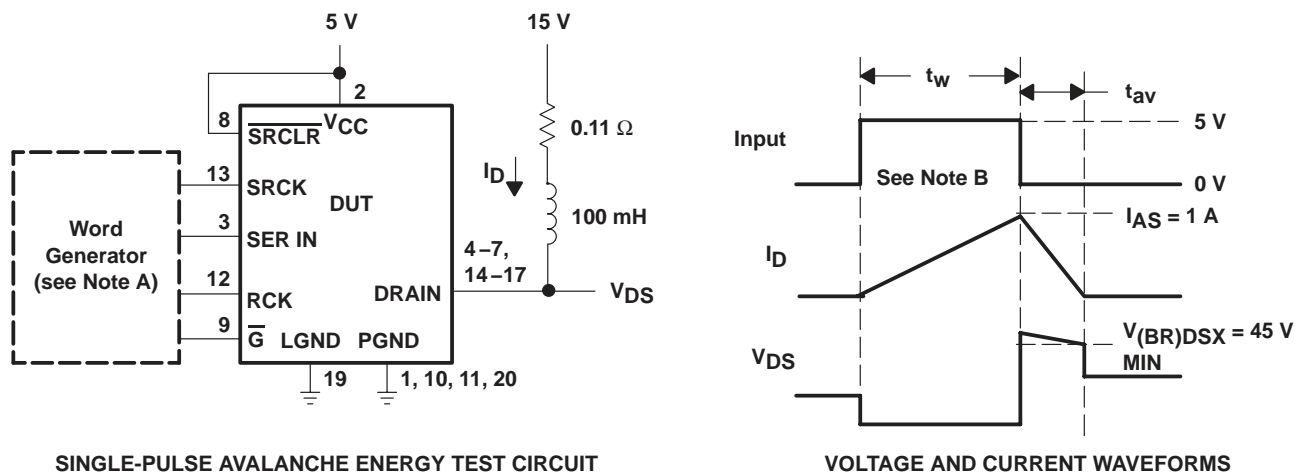 5 V
15 V
2
8
SRCLR
VCC
0.11 Ω
ID
13
SRCK
DUT
100 mH
Word
Generator
(see Note A)
3
SER IN
4–7,
14–17
12
RCK
DRAIN
VDS
9
G
LGND
PGND
19
1, 10, 11, 20
SINGLE-PULSE AVALANCHE ENERGY TEST CIRCUIT
tw
tav
Input
5 V
See Note B
0 V
IAS = 1 A
ID
V(BR)DSX = 45 V
MIN
VDS
VOLTAGE AND CURRENT WAVEFORMS